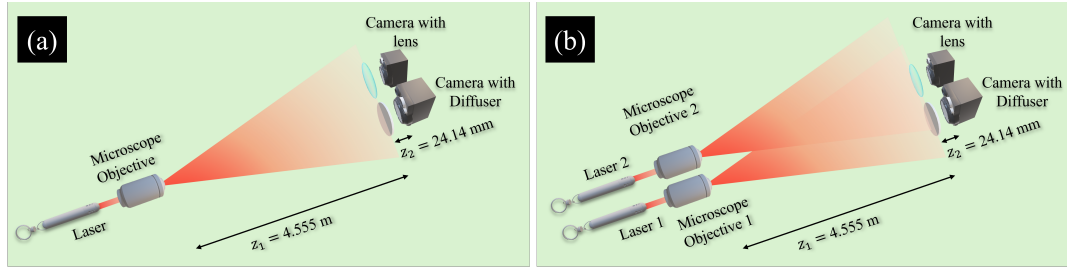 (a)
Camera with
lens
Camera with
Diffuser
z₂ = 24.14 mm
Microscope
Objective
Laser
z₁ = 4.555 m
(b)
Camera with
lens
Camera with
Diffuser
z₂ = 24.14 mm
Microscope
Objective 2
Laser 2
Laser 1
Microscope
Objective 1
z₁ = 4.555 m